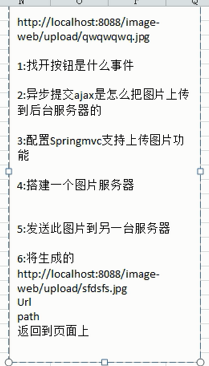 N
Q
http://localhost:8088/image-
web/upload/qwqwqwq.jpg
1:找开按钮是什么事件
2:异步提交ajax是怎么把图片上传
到后台服务器的
3:配置Springmvc支持上传图片功
能
4:搭建一个图片服务器
5:发送此图片到另一台服务器
6:将生成的
http://localhost:8088/image-
web/upload/sfdsfs.jpg
Url
path
返回到页面上